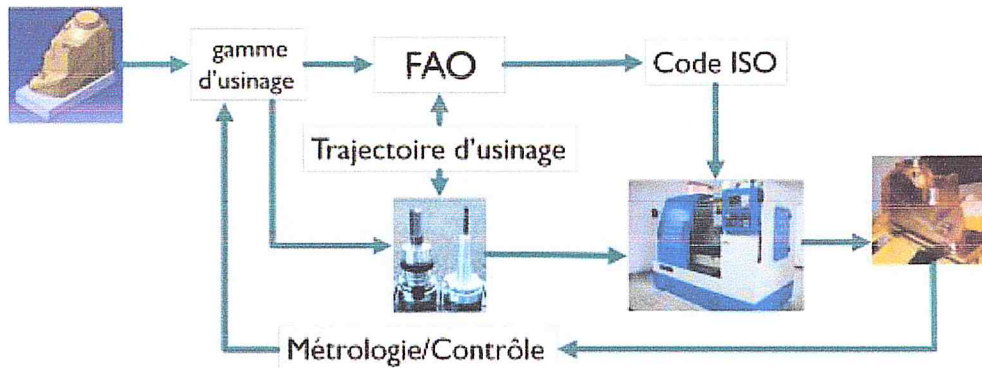 gamme
d'usinage
FAO
Code ISO
Trajectoire d'usinage
Métrologie/Contrôle